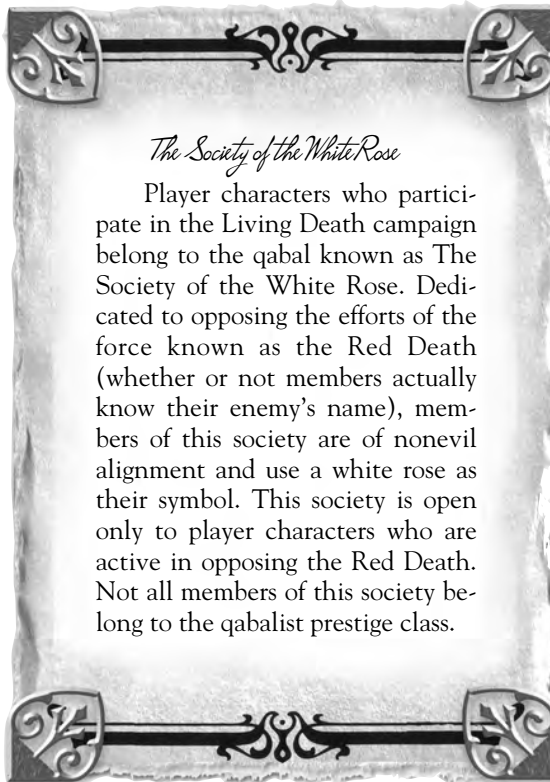 The Society of the White Rose
Player characters who partici-
pate in the Living Death campaign
belong to the qabal known as The
Society of the White Rose. Dedi-
cated to opposing the efforts of the
force known as the Red Death
(whether or not members actually
know their enemy's name), mem-
bers of this society are of nonevil
alignment and use a white rose as
their symbol. This society is open
only to player characters who are
active in opposing the Red Death.
Not all members of this society be-
long to the qabalist prestige class.